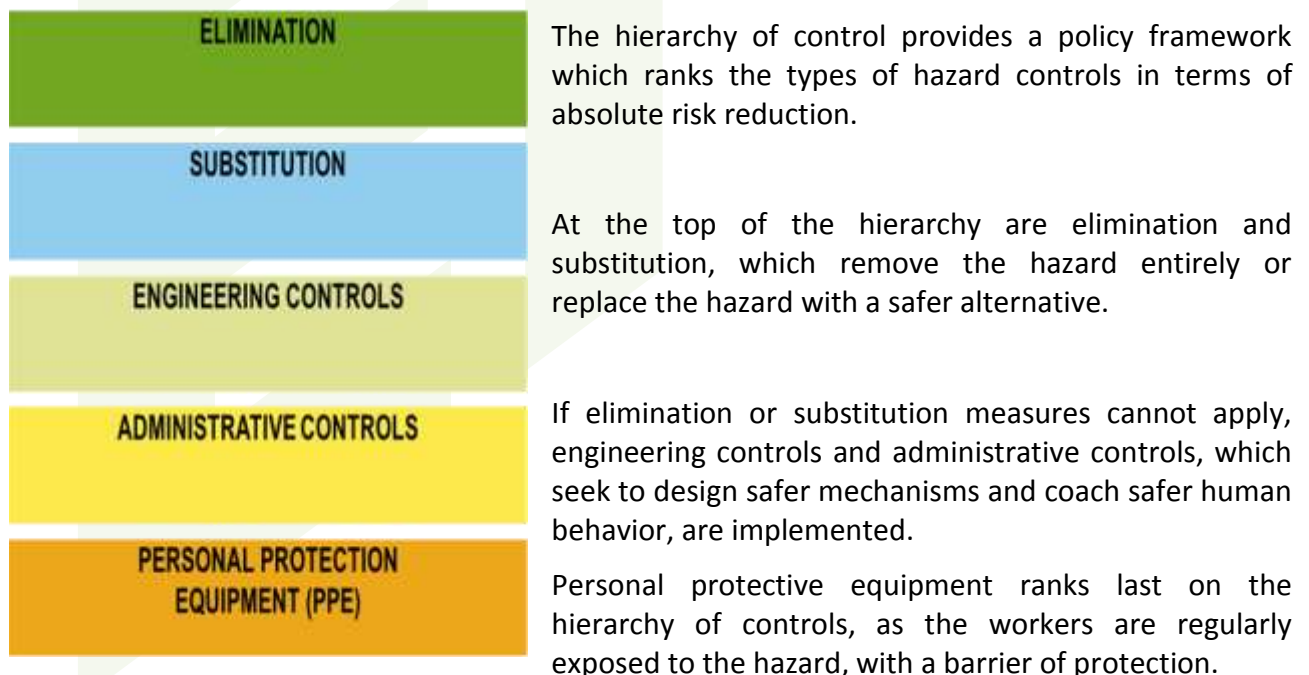 ELIMINATION
SUBSTITUTION
ENGINEERING CONTROLS
ADMINISTRATIVE CONTROLS
PERSONAL PROTECTION
EQUIPMENT (PPE)
The hierarchy of control provides a policy framework
which ranks the types of hazard controls in terms of
absolute risk reduction.
At the top of the hierarchy are elimination and
substitution, which remove the hazard entirely or
replace the hazard with a safer alternative.
If elimination or substitution measures cannot apply,
engineering controls and administrative controls, which
seek to design safer mechanisms and coach safer human
behavior, are implemented.
Personal protective equipment ranks last on the
hierarchy of controls, as the workers are regularly
exposed to the hazard, with a barrier of protection.